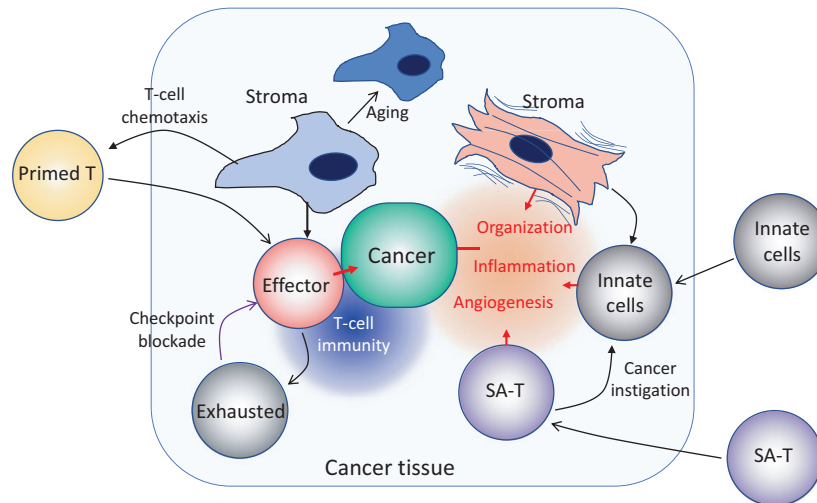 Stroma
Aging
T-cell
chemotaxis
Stroma
Primed T
Organization
Cancer
Innate
cells
Inflammation
Effector
Innate
cells
Angiogenesis
Checkpoint
blockade
T-cell
immunity
SA-T
Cancer
instigation
Exhausted
SA-T
Cancer tissue